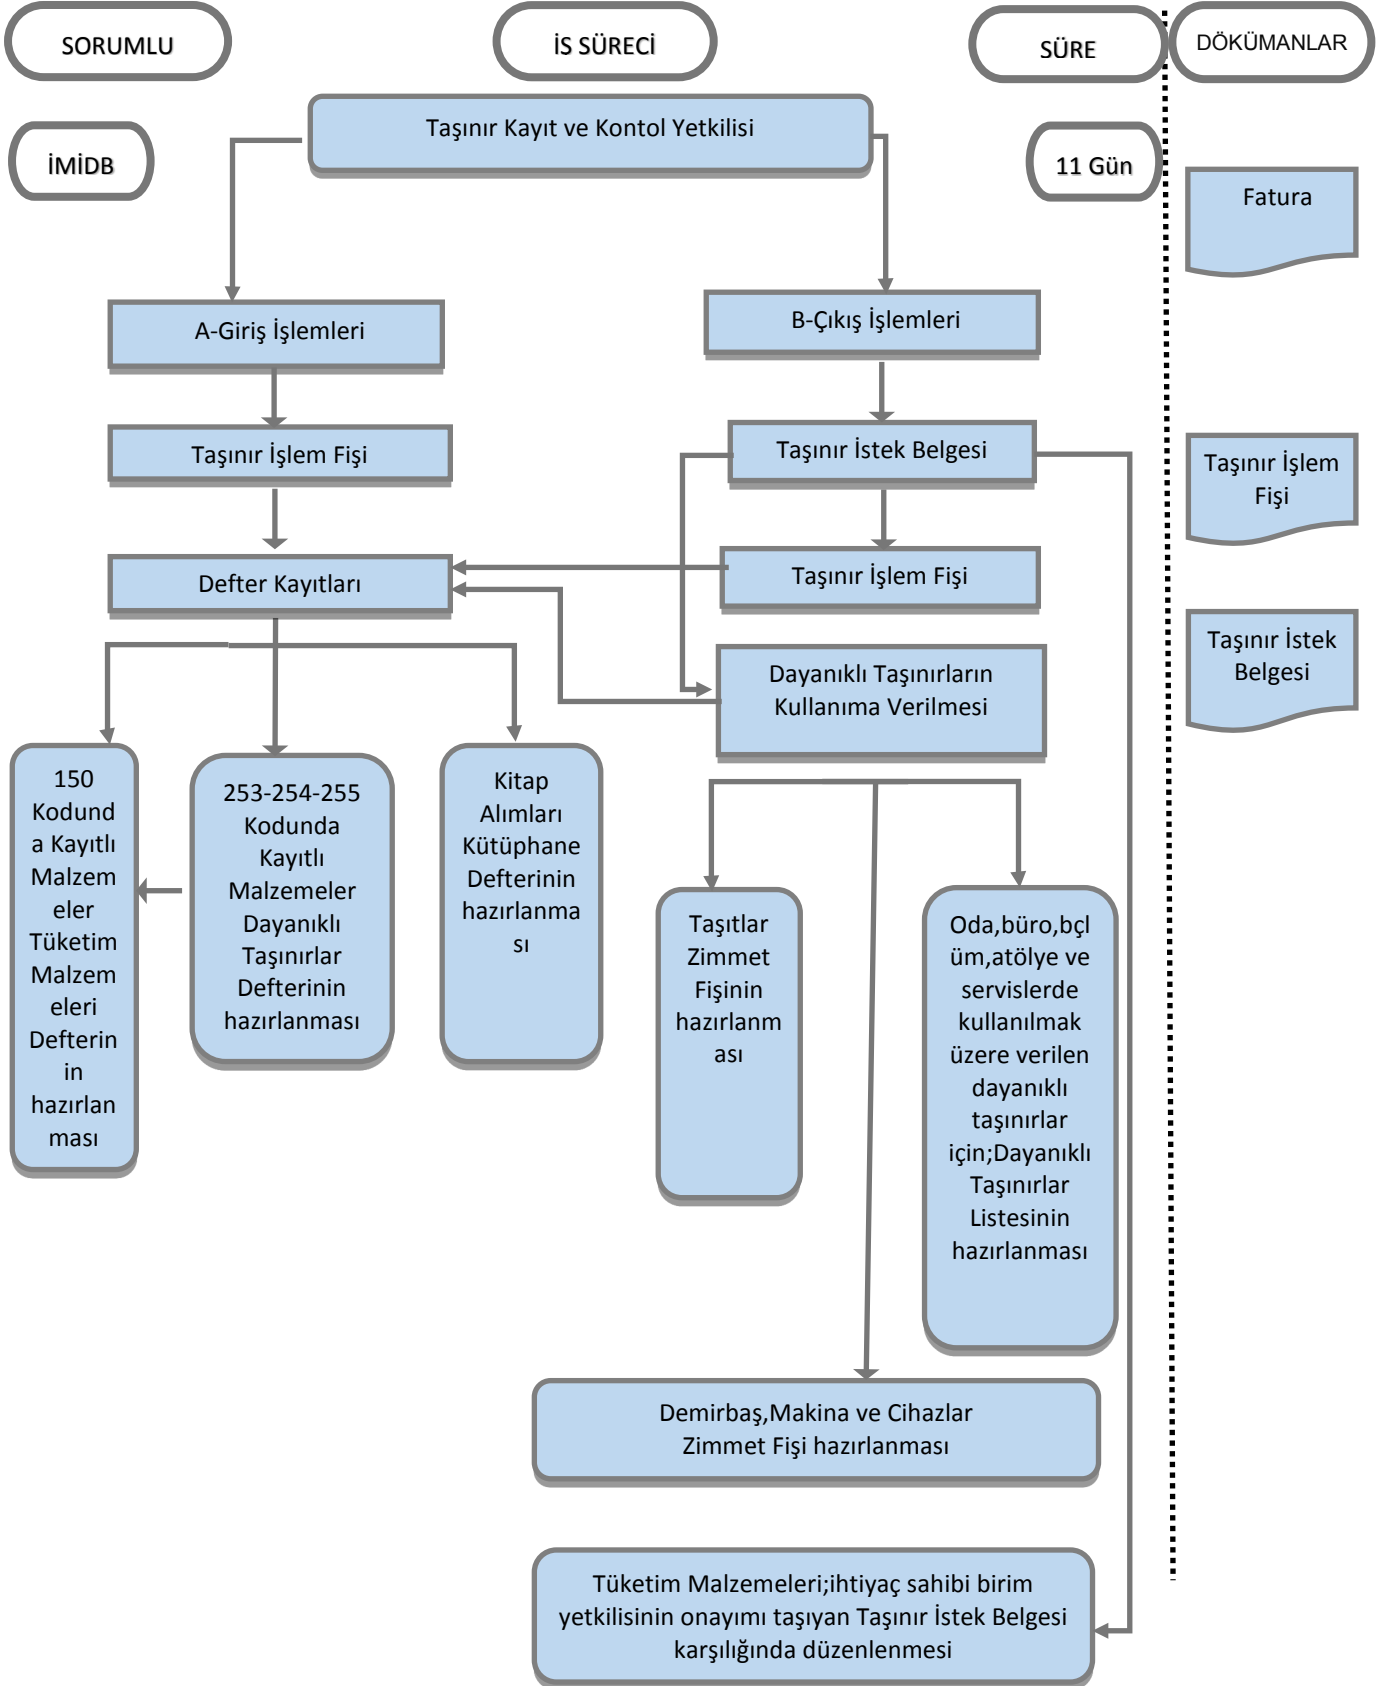 SORUMLU
İS SÜRECİ
SÜRE
DÖKÜMANLAR
Taşınır Kayıt ve Kontol Yetkilisi
İMİDB
11 Gün
Fatura
A-Giriş İşlemleri
B-Çıkış İşlemleri
Taşınır İşlem Fişi
Taşınır İstek Belgesi
Taşınır İşlem
Fişi
Defter Kayıtları
Taşınır İşlem Fişi
Taşınır İstek
Belgesi
Dayanıklı Taşınırların
Kullanıma Verilmesi
150
Kodund
a Kayıtlı
Malzem
eler
Tüketim
Malzem
eleri
Defterin
in
hazırlan
ması
253-254-255
Kodunda
Kayıtlı
Malzemeler
Dayanıklı
Taşınırlar
Defterinin
hazırlanması
Kitap
Alımları
Kütüphane
Defterinin
hazırlanma
sı
Taşıtlar
Zimmet
Fişinin
hazırlanm
ası
Oda,büro,bçl
üm,atölye ve
servislerde
kullanılmak
üzere verilen
dayanıklı
taşınırlar
için;Dayanıklı
Taşınırlar
Listesinin
hazırlanması
Demirbaş,Makina ve Cihazlar
Zimmet Fişi hazırlanması
Tüketim Malzemeleri;ihtiyaç sahibi birim
yetkilisinin onayımı taşıyan Taşınır İstek Belgesi
karşılığında düzenlenmesi